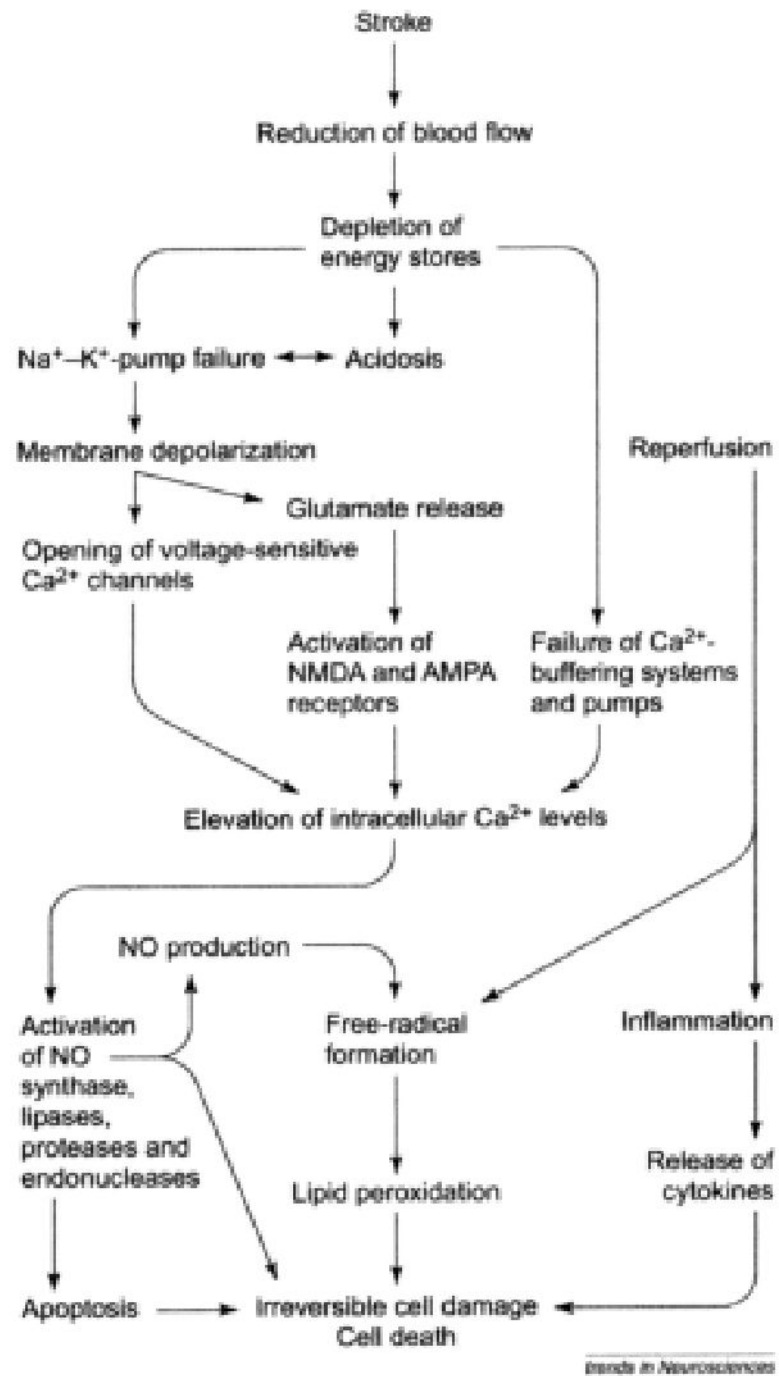 Stroke
Reduction of blood flow
Depletion of
energy stores
Na⁺–K⁺-pump failure
Acidosis
Membrane depolarization
Reperfusion
Glutamate release
Opening of voltage-sensitive
Ca²⁺ channels
Activation of
NMDA and AMPA
receptors
Failure of Ca²⁺-
buffering systems
and pumps
Elevation of intracellular Ca²⁺ levels
NO production
Activation
of NO
synthase,
lipases,
proteases and
endonucleases
Free-radical
formation
Inflammation
Lipid peroxidation
Release of
cytokines
Apoptosis
Irreversible cell damage
Cell death
trends in Neurosciences